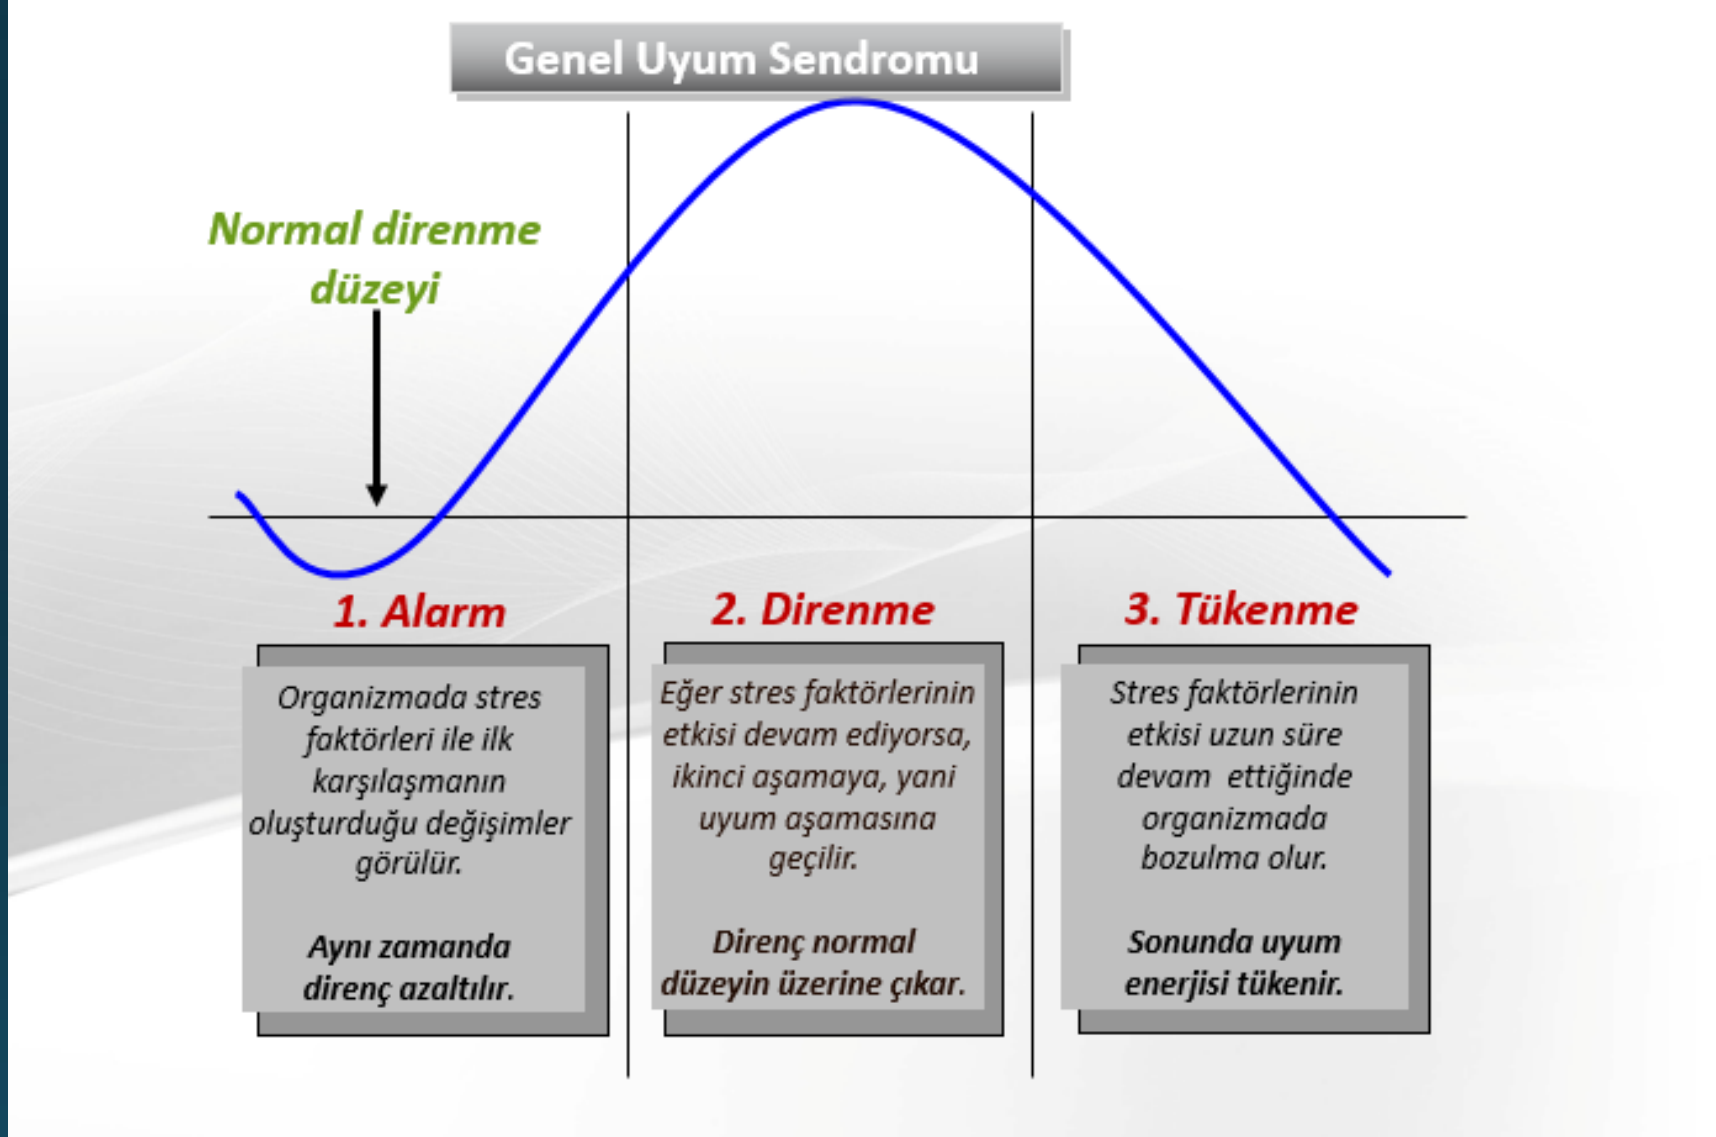 Genel Uyum Sendromu
Normal direnme
düzeyi
1. Alarm
Organizmada stres
faktörleri ile ilk
karşılaşmanın
oluşturduğu değişimler
görülür.
Aynı zamanda
direnç azaltılır.
2. Direnme
Eğer stres faktörlerinin
etkisi devam ediyorsa,
ikinci aşamaya, yani
uyum aşamasına
geçilir.
Direnç normal
düzeyin üzerine çıkar.
3. Tükenme
Stres faktörlerinin
etkisi uzun süre
devam  ettiğinde
organizmada
bozulma olur.
Sonunda uyum
enerjisi tükenir.